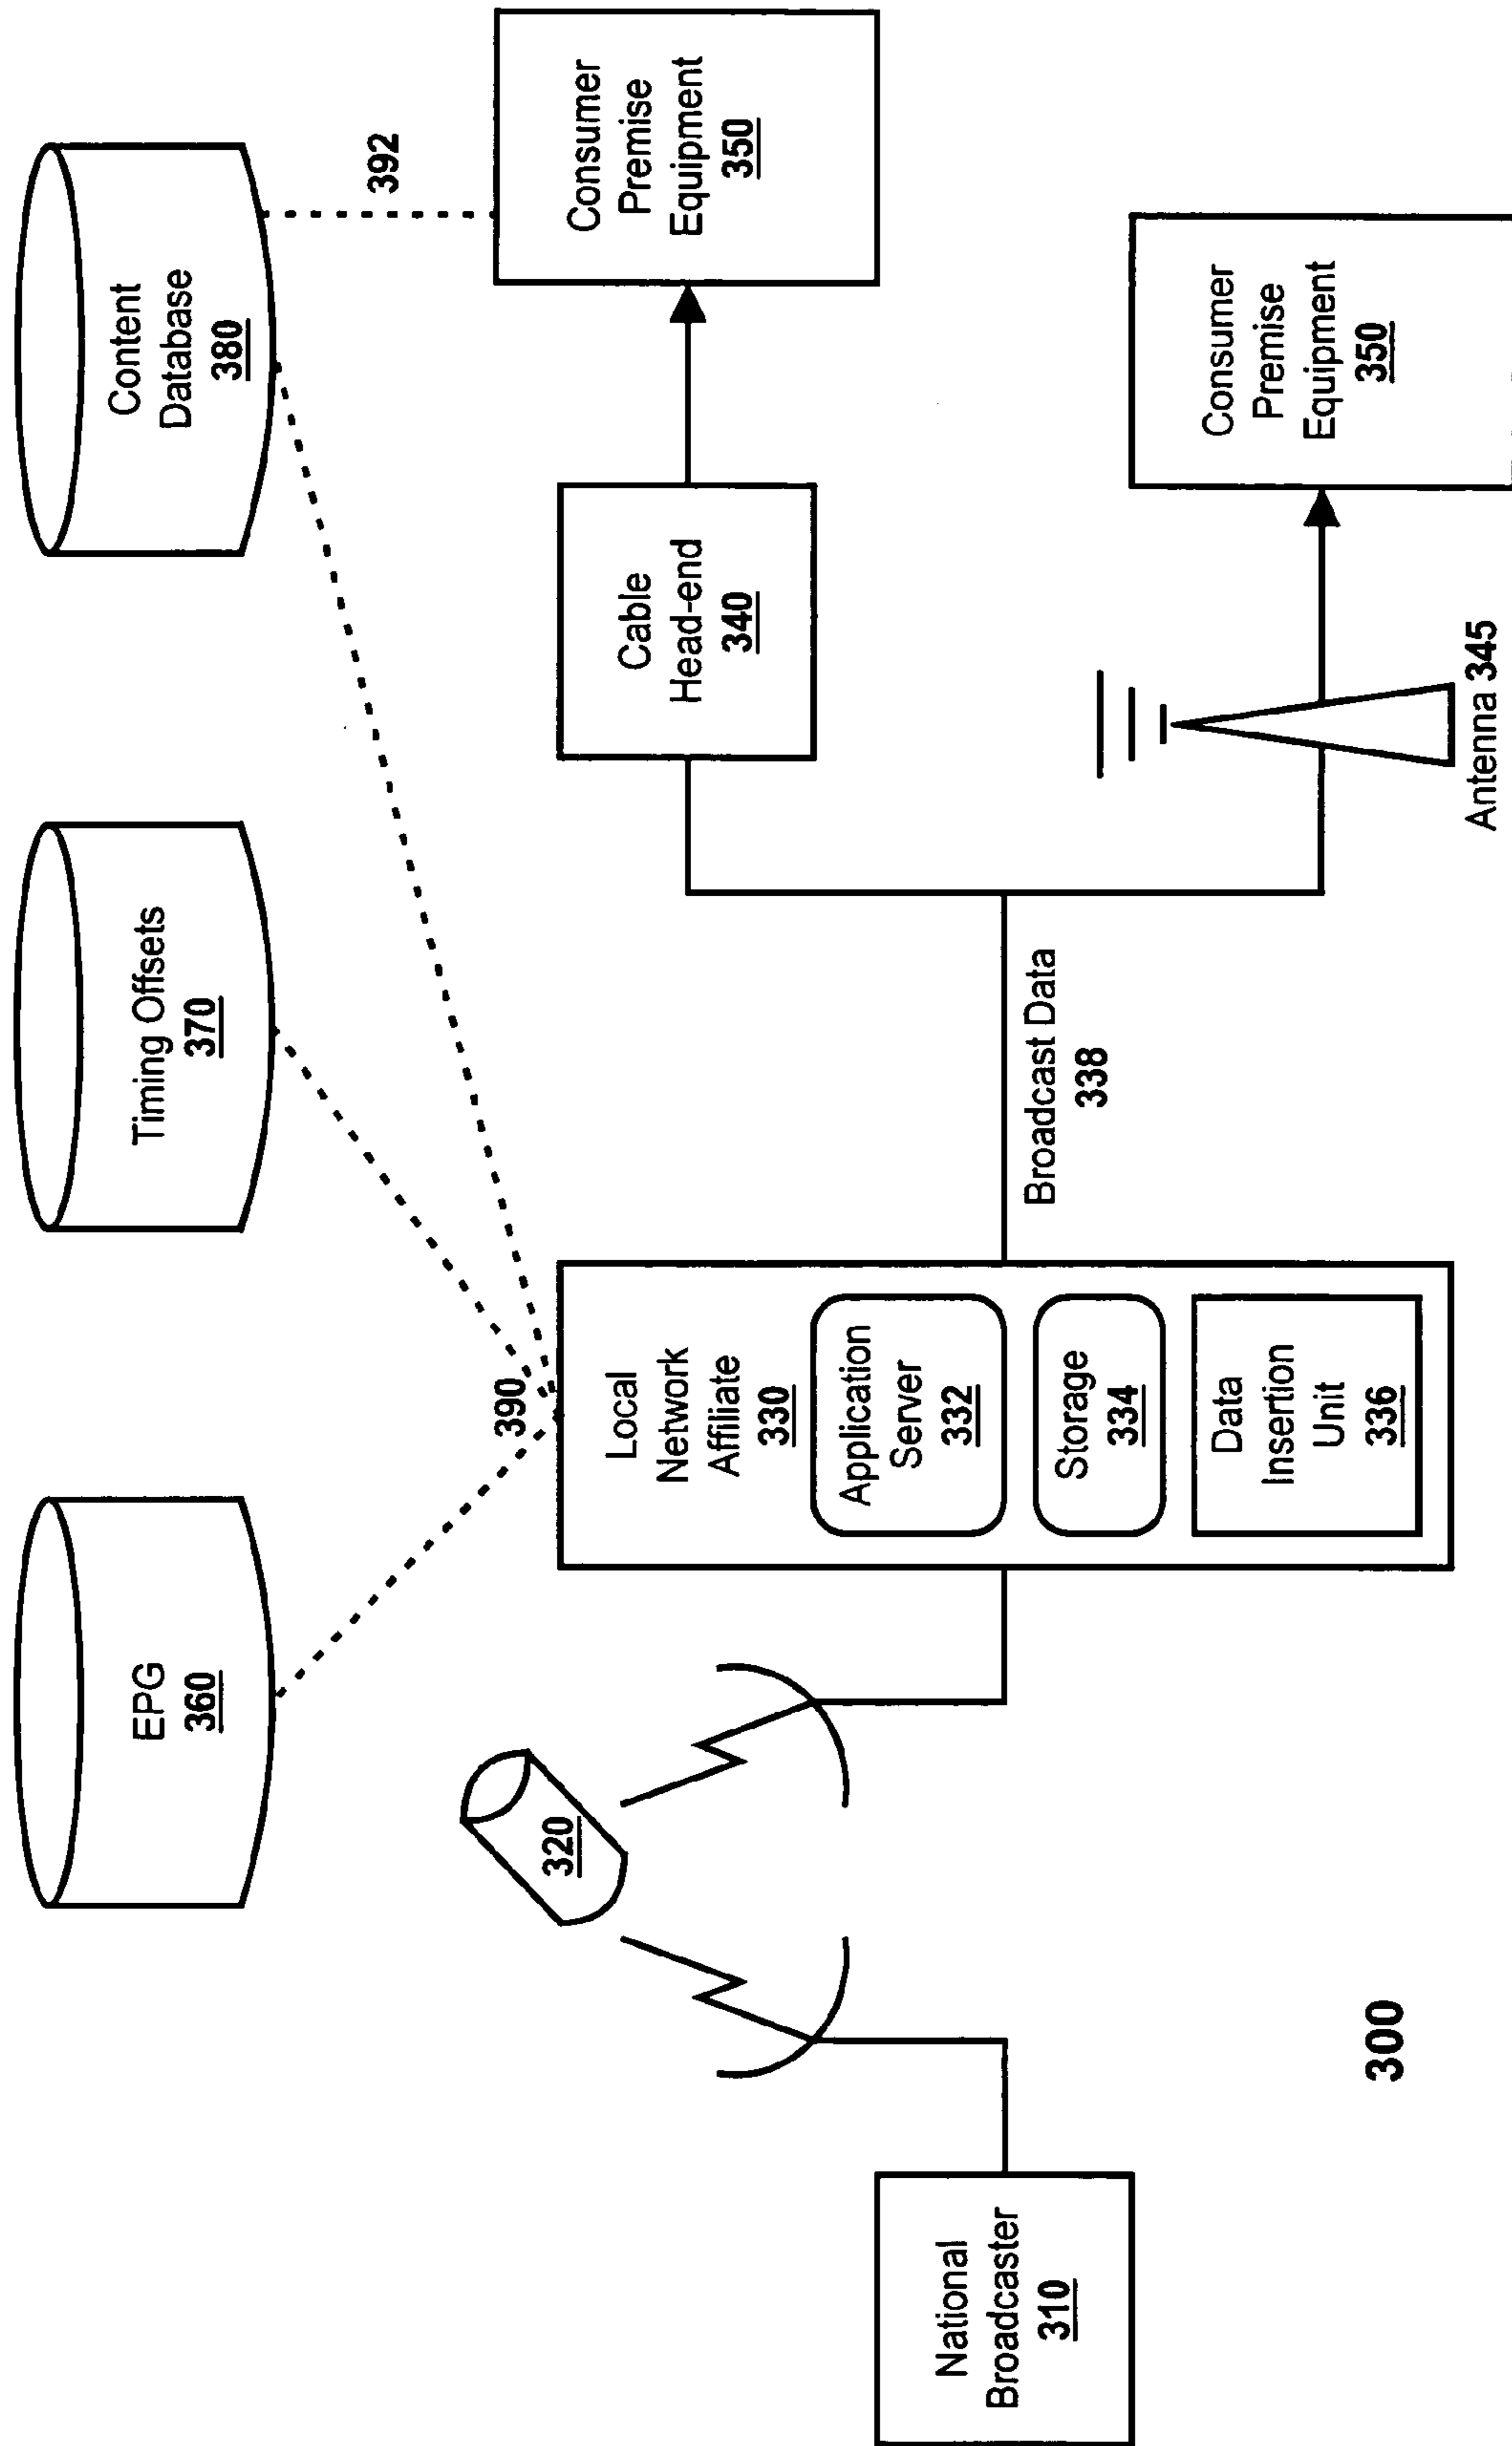 EPG
360
Timing Offsets
370
Content
Database
380
390
392
320
National
Broadcaster
310
Local
Network
Affiliate
330
Application
Server
332
Storage
334
Data
Insertion
Unit
336
Broadcast Data
338
Cable
Head-end
340
Consumer
Premise
Equipment
350
Antenna 345
Consumer
Premise
Equipment
350
300